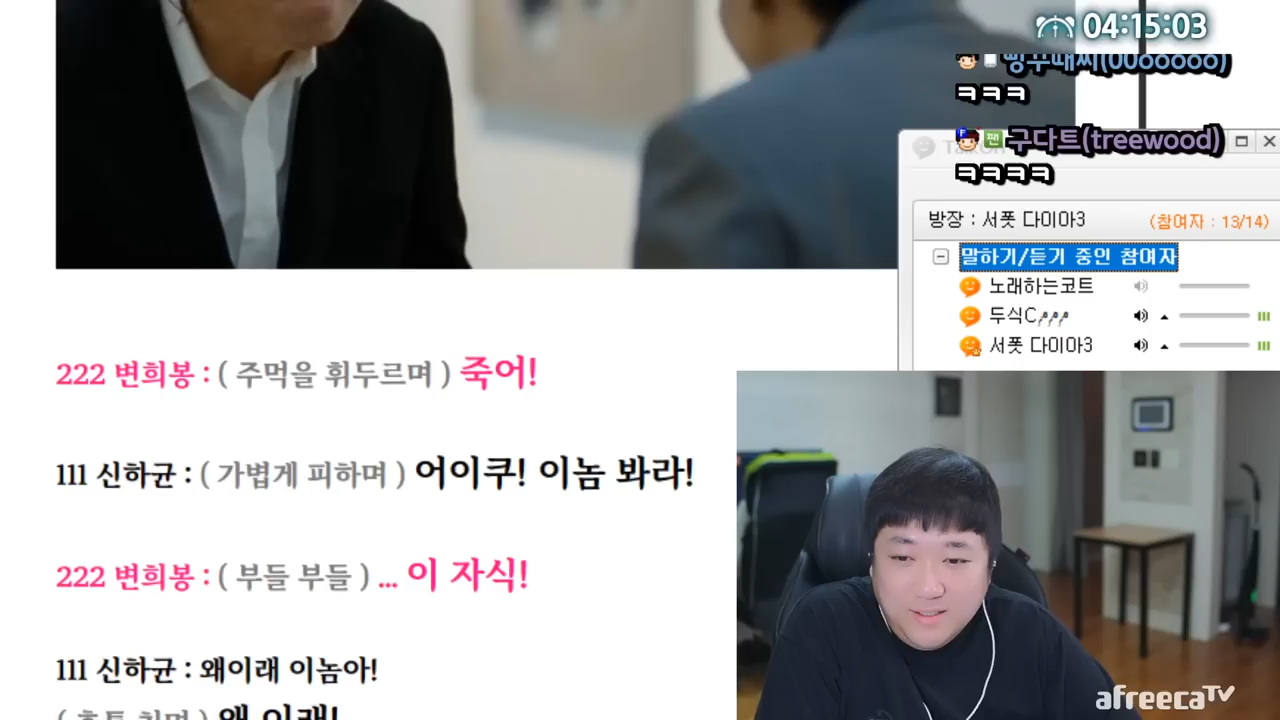 04:15:03
ㅋㅋㅋ
구다트(treewood)
ㅋㅋㅋㅋ
방장 : 서폿 다이아3
(참여자 : 13/14)
말하기/듣기 중인 참여자
노래하는코트
두식C
서폿 다이아3
222 변희봉 : ( 주먹을 휘두르며 ) 죽어!
111 신하균 : ( 가볍게 피하며 ) 어이쿠! 이놈 봐라!
222 변희봉 : ( 부들 부들 ) ... 이 자식!
111 신하균 : 왜이래 이놈아!
왜 이래!
afreecaTV